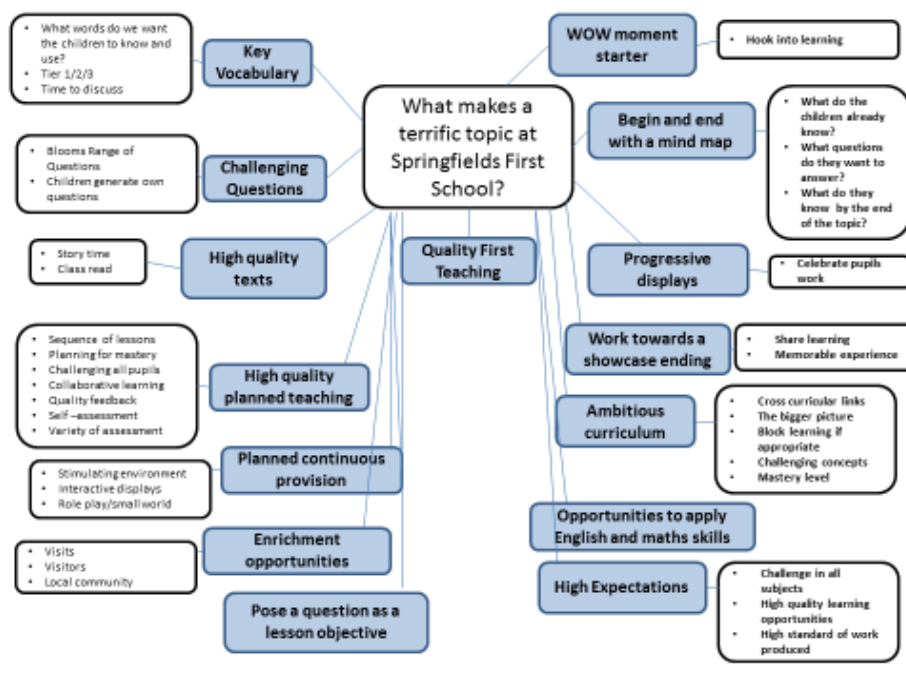 What makes a
terrific topic at
Springfields First
School?
Key
Vocabulary
• What words do we want
the children to know and
use?
• Tier 1/2/3
• Time to discuss
Challenging
Questions
• Blooms Range of
Questions
• Children generate own
questions
High quality
texts
• Story time
• Class read
High quality
planned teaching
• Sequence of lessons
• Planning for mastery
• Challenging all pupils
• Collaborative learning
• Quality feedback
• Self –assessment
• Variety of assessment
Planned continuous
provision
• Stimulating environment
• Interactive displays
• Role play/small world
Enrichment
opportunities
• Visits
• Visitors
• Local community
Pose a question as a
lesson objective
Quality First
Teaching
WOW moment
starter
• Hook into learning
Begin and end
with a mind map
• What do the
children already
know?
• What questions
do they want to
answer?
• What do they
know by the end
of the topic?
Progressive
displays
• Celebrate pupils
work
Work towards a
showcase ending
• Share learning
• Memorable experience
Ambitious
curriculum
• Cross curricular links
• The bigger picture
• Block learning if
appropriate
• Challenging concepts
• Mastery level
Opportunities to apply
English and maths skills
High Expectations
• Challenge in all
subjects
• High quality learning
opportunities
• High standard of work
produced